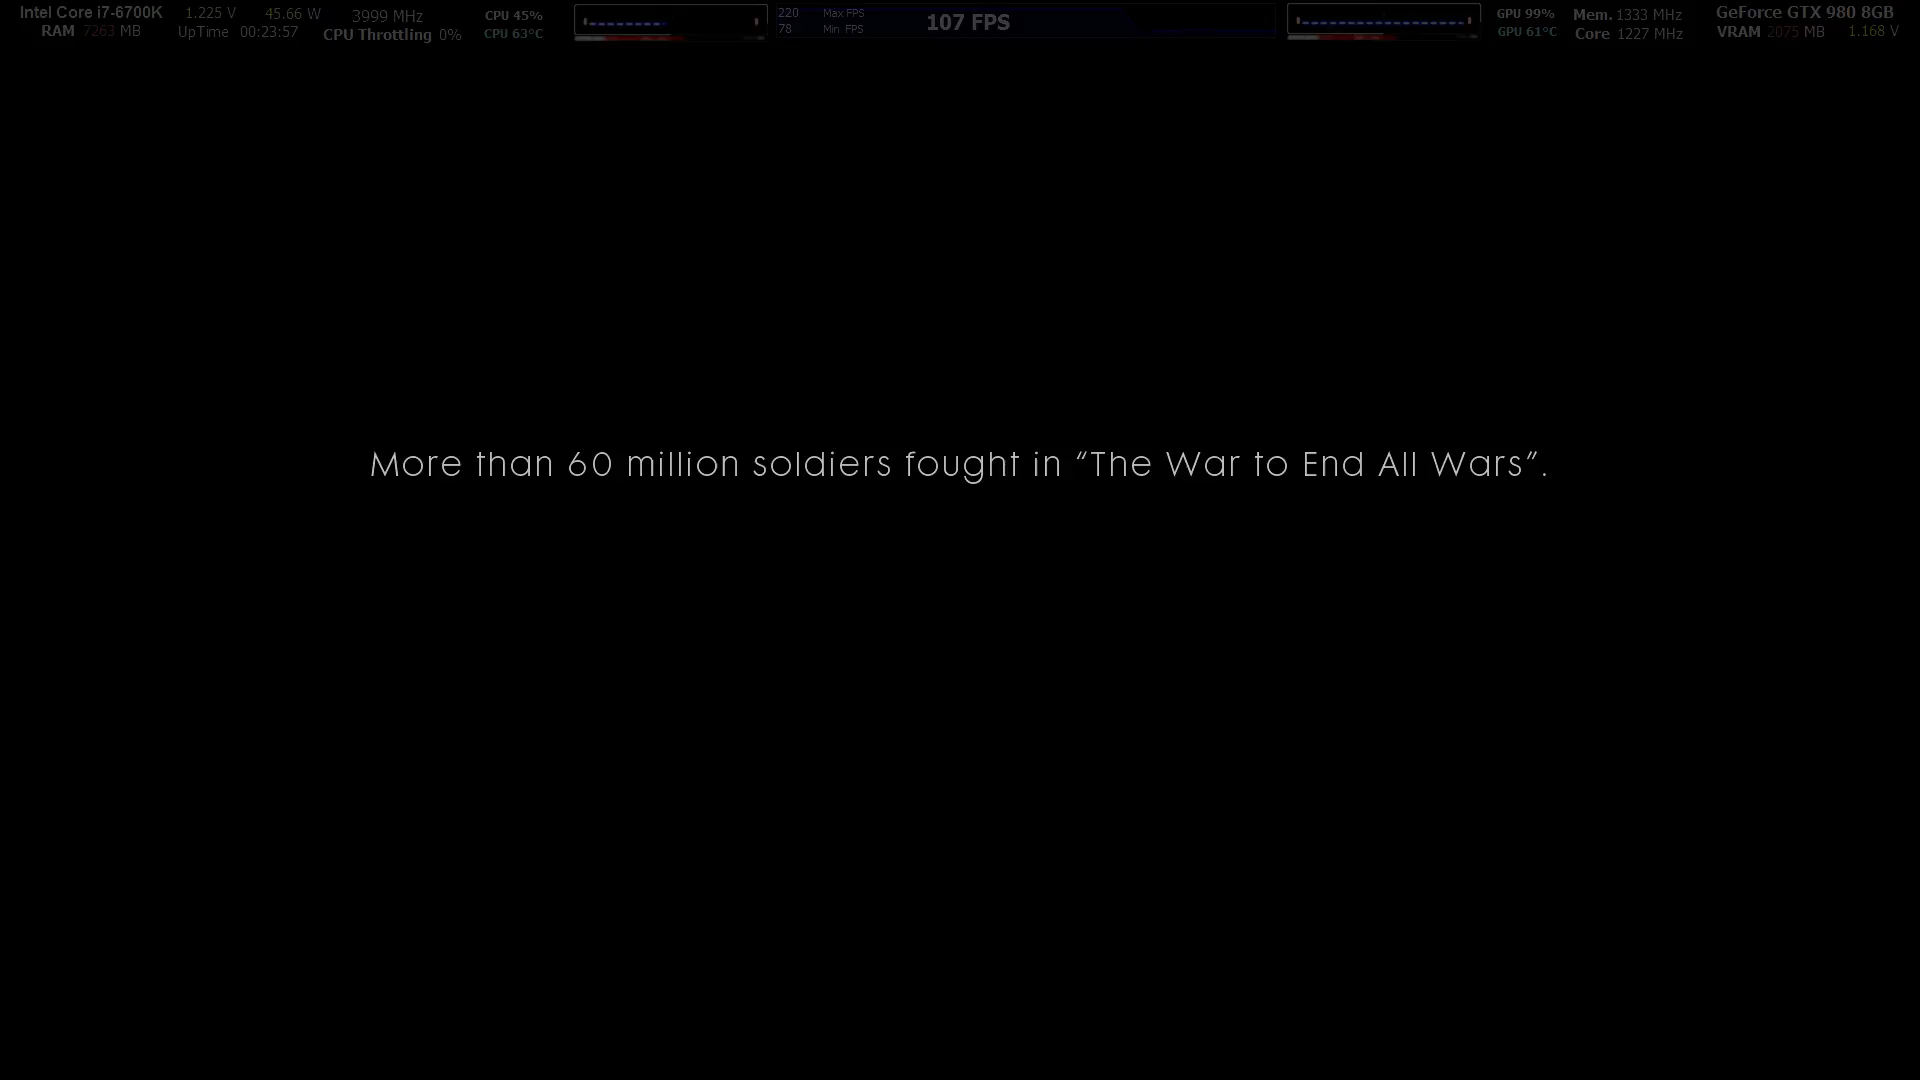 Intel Core i7-6700K 1.225 V 45.66 W 3999 MHz CPU 45% 220 Max FPS 107 FPS GPU 99% Mem. 1333 MHz GeForce GTX 980 8GB
RAM 7263 MB UpTime 00:23:57 CPU Throttling 0% CPU 63°C 78 Min. FPS GPU 61°C Core 1227 MHz VRAM 2075 MB 1.168 V
More than 60 million soldiers fought in “The War to End All Wars”.